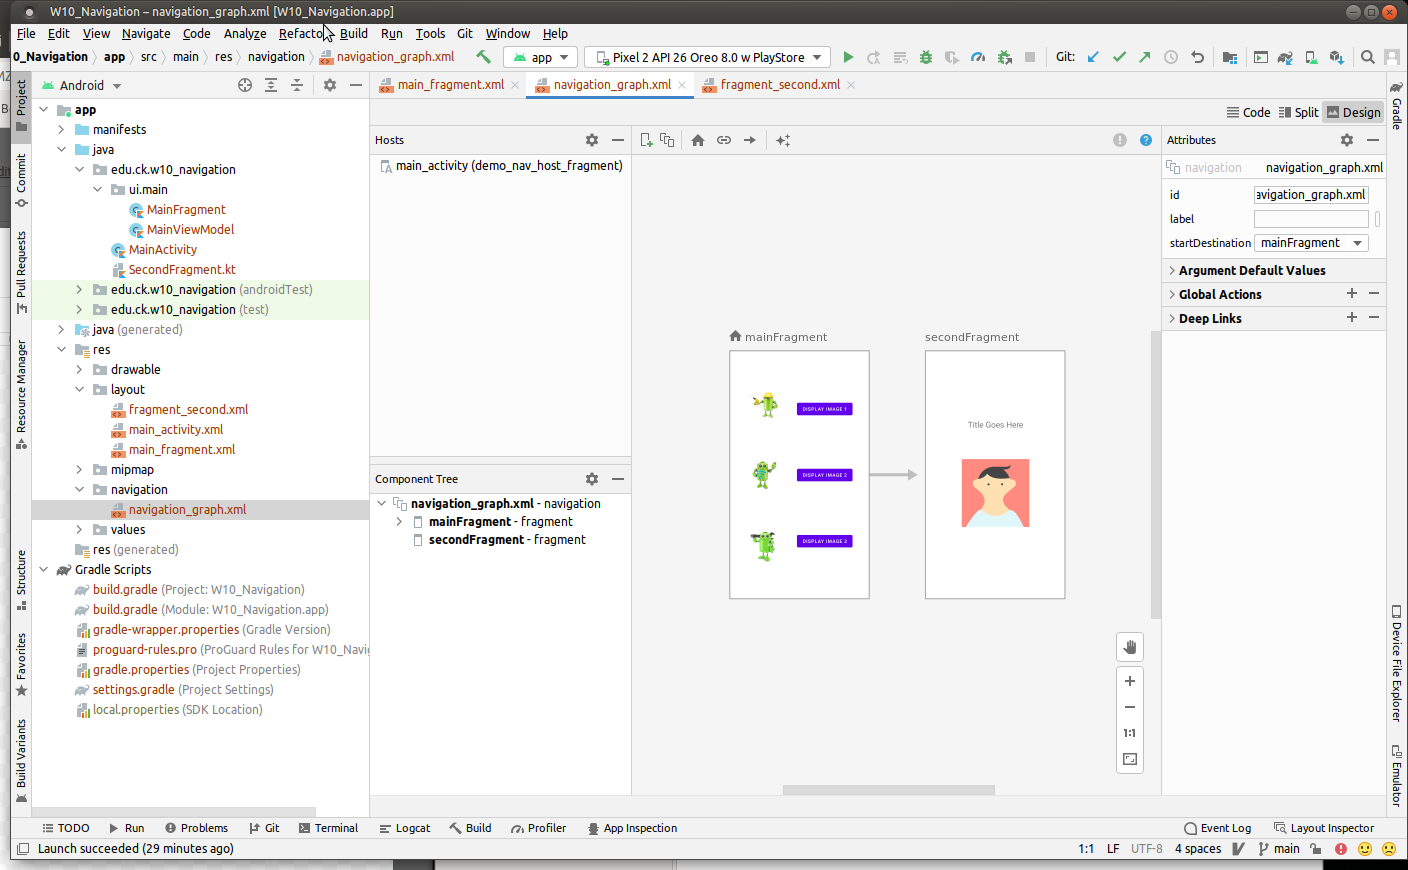 W10_Navigation – navigation_graph.xml [W10_Navigation.app]
File Edit View Navigate Code Analyze Refactor Build Run Tools Git Window Help
0_Navigation app src main res navigation navigation_graph.xml app Pixel 2 API 26 Oreo 8.0 w PlayStore Git:
Project
Commit
Pull Requests
Resource Manager
Structure
Favorites
Build Variants
Android
app
manifests
java
edu.ck.w10_navigation
ui.main
MainFragment
MainViewModel
MainActivity
SecondFragment.kt
edu.ck.w10_navigation (androidTest)
edu.ck.w10_navigation (test)
java (generated)
res
drawable
layout
fragment_second.xml
main_activity.xml
main_fragment.xml
mipmap
navigation
navigation_graph.xml
values
res (generated)
Gradle Scripts
build.gradle (Project: W10_Navigation)
build.gradle (Module: W10_Navigation.app)
gradle-wrapper.properties (Gradle Version)
proguard-rules.pro (ProGuard Rules for W10_Navi
gradle.properties (Project Properties)
settings.gradle (Project Settings)
local.properties (SDK Location)
main_fragment.xml navigation_graph.xml fragment_second.xml
Code Split Design
Hosts
main_activity (demo_nav_host_fragment)
Component Tree
navigation_graph.xml - navigation
mainFragment - fragment
secondFragment - fragment
mainFragment
DISPLAY IMAGE 1
DISPLAY IMAGE 2
DISPLAY IMAGE 3
secondFragment
Title Goes Here
1:1
Attributes
navigation navigation_graph.xml
id avigation_graph.xml
label
startDestination mainFragment
Argument Default Values
Global Actions
Deep Links
Gradle
Device File Explorer
Emulator
TODO Run Problems Git Terminal Logcat Build Profiler App Inspection Event Log Layout Inspector
Launch succeeded (29 minutes ago) 1:1 LF UTF-8 4 spaces main